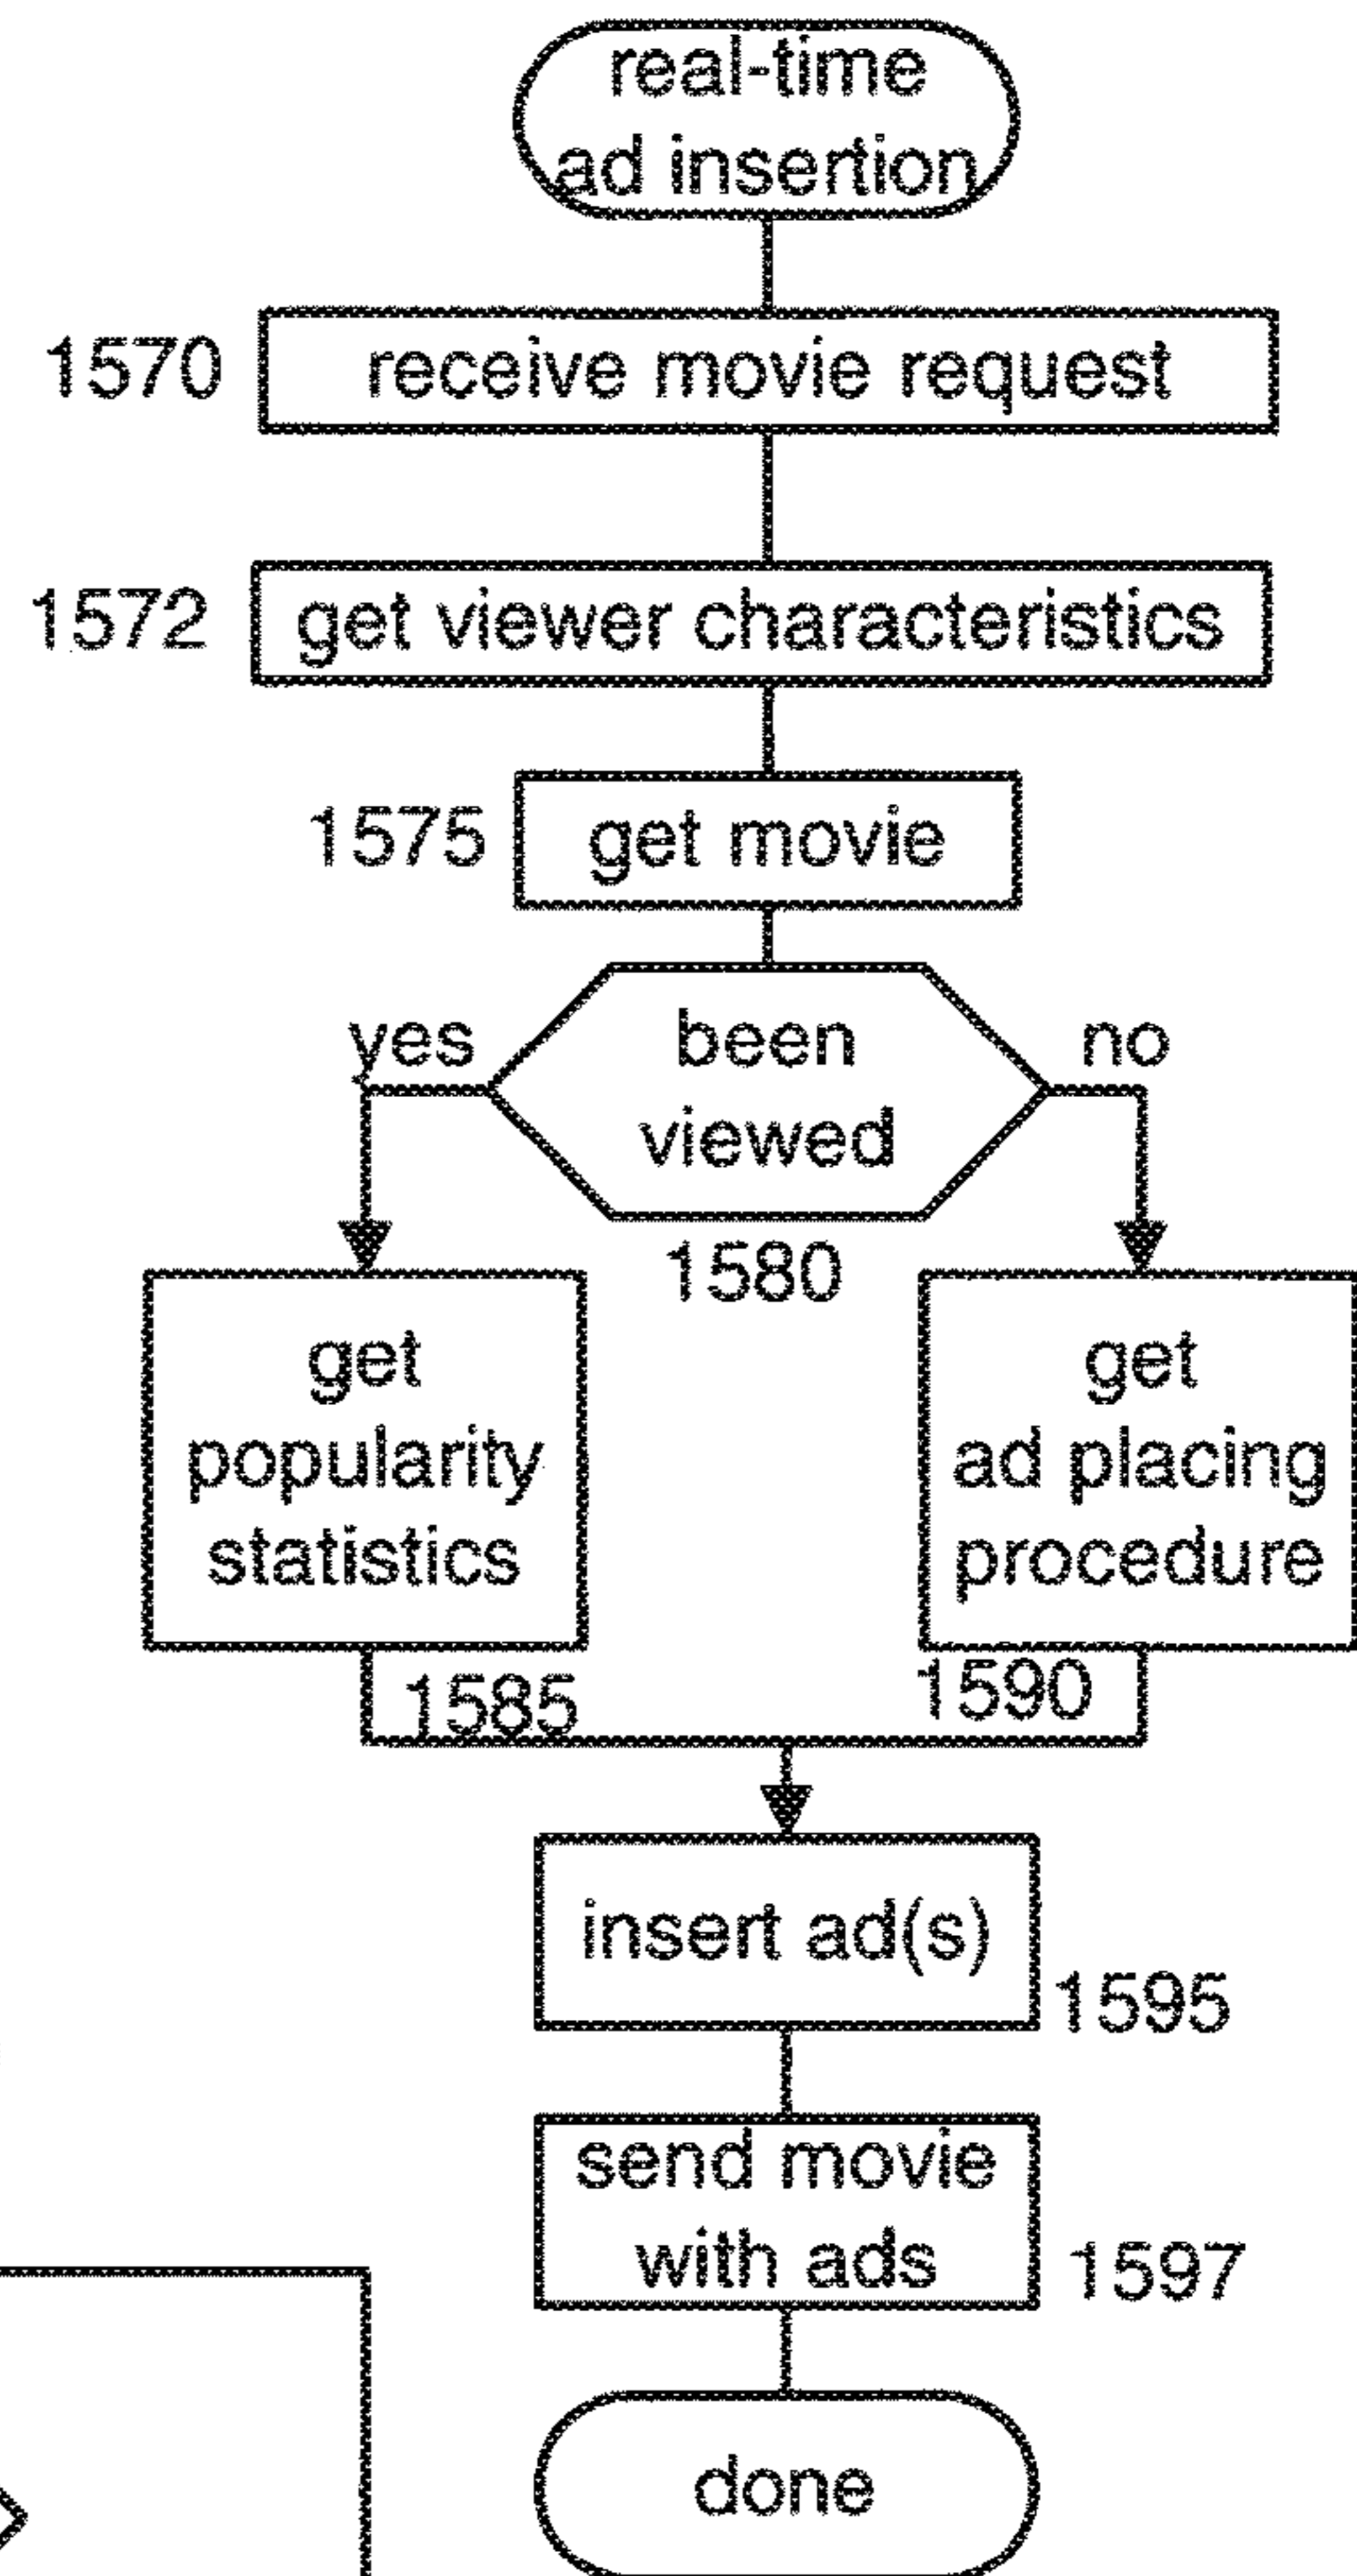 real-time
ad insertion
1570
receive movie request
1572
get viewer characteristics
1575
get movie
yes
been
viewed
no
1580
get
popularity
statistics
1585
get
ad placing
procedure
1590
insert ad(s)
1595
send movie
with ads
1597
done